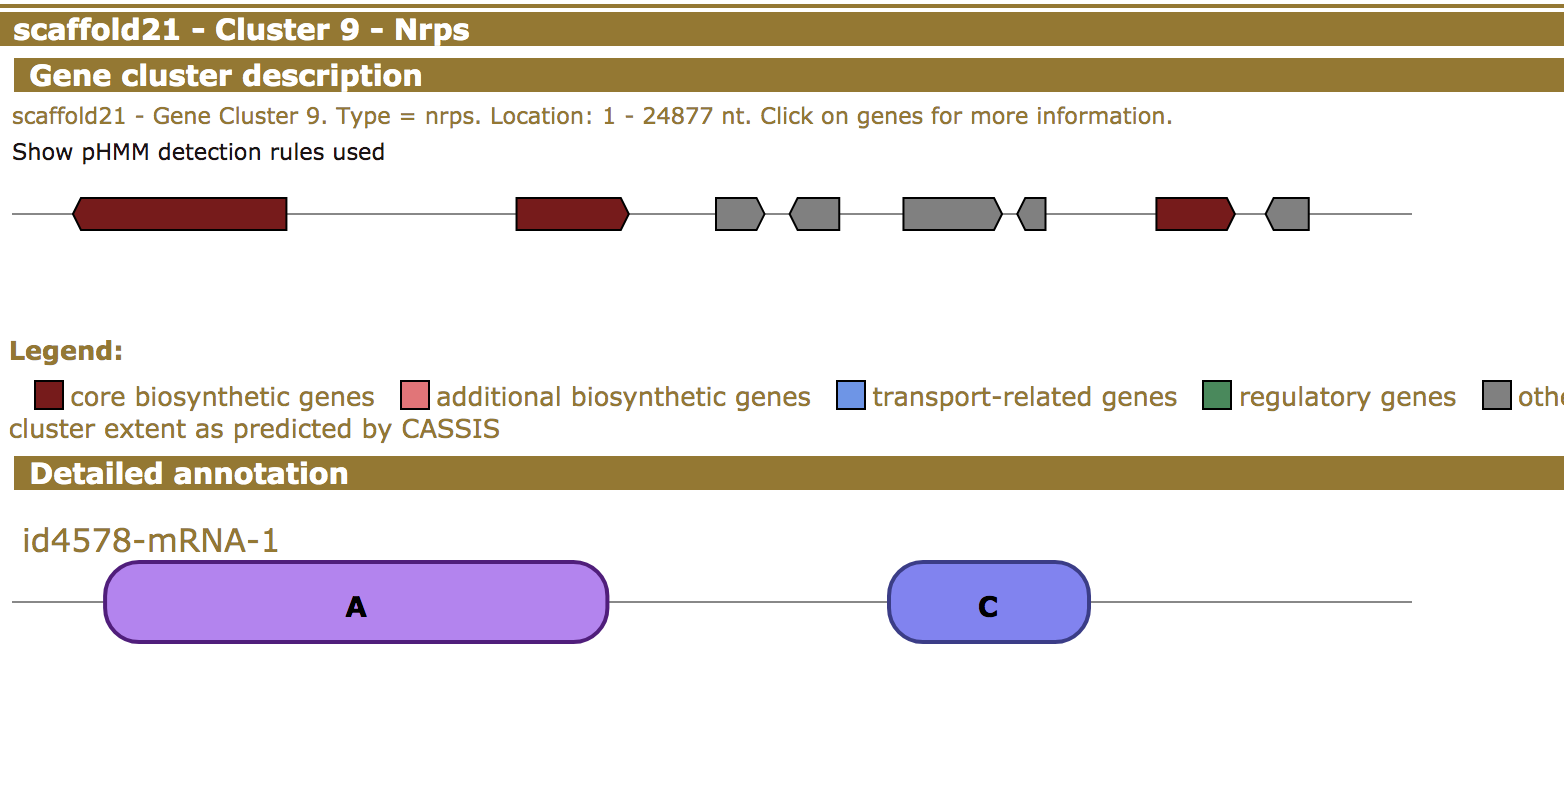 scaffold21 - Cluster 9 - Nrps
Gene cluster description
scaffold21 - Gene Cluster 9. Type = nrps. Location: 1 - 24877 nt. Click on genes for more information.
Show pHMM detection rules used
Legend:
core biosynthetic genes additional biosynthetic genes transport-related genes regulatory genes
cluster extent as predicted by CASSIS
Detailed annotation
id4578-mRNA-1
A C